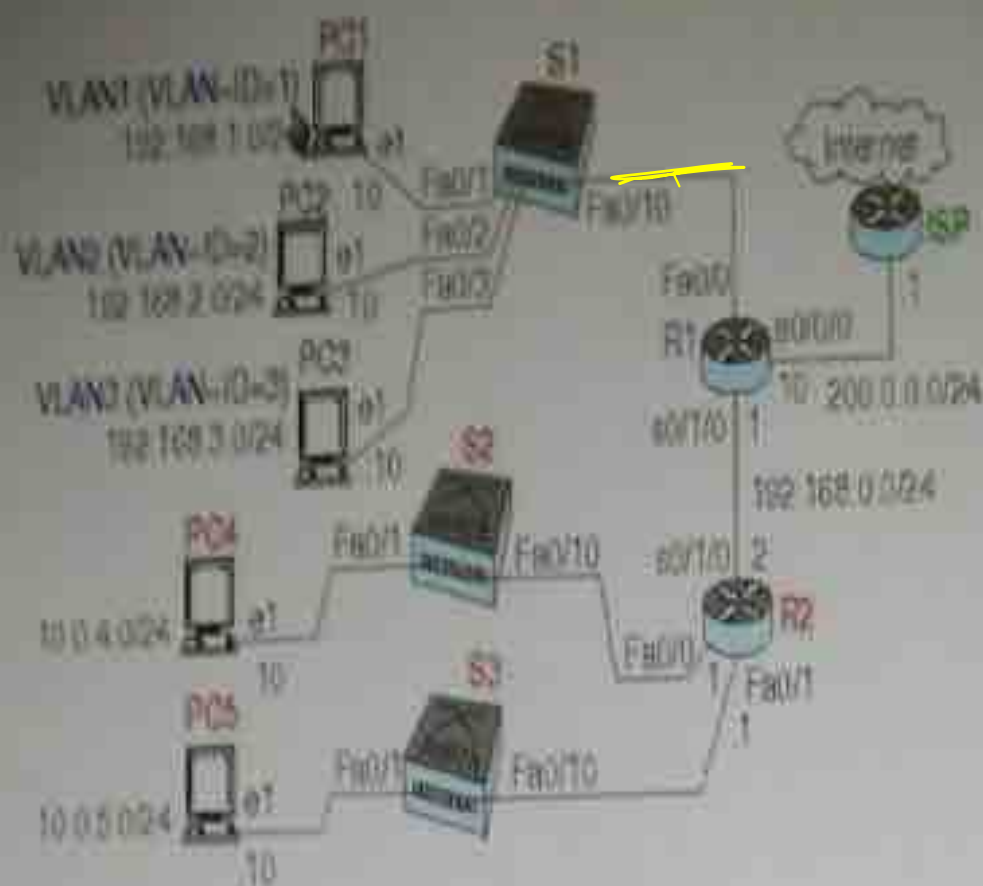 PC1
S1
VLAN1 (VLAN-ID=1)
192.168.1.0/24
e1
.10
Fa0/1
Fa0/10
Internet
ISP
.1
PC2
VLAN2 (VLAN-ID=2)
192.168.2.0/24
e1
.10
Fa0/2
Fa0/3
Fa0/0
R1
s0/0/0
.10
200.0.0.0/24
PC3
VLAN3 (VLAN-ID=3)
192.168.3.0/24
e1
.10
s0/1/0
.1
192.168.0.0/24
S2
PC4
Fa0/1
Fa0/10
s0/1/0
.2
R2
10.0.4.0/24
e1
.10
Fa0/0
.1
Fa0/1
.1
S3
PC5
Fa0/1
Fa0/10
10.0.5.0/24
e1
.10